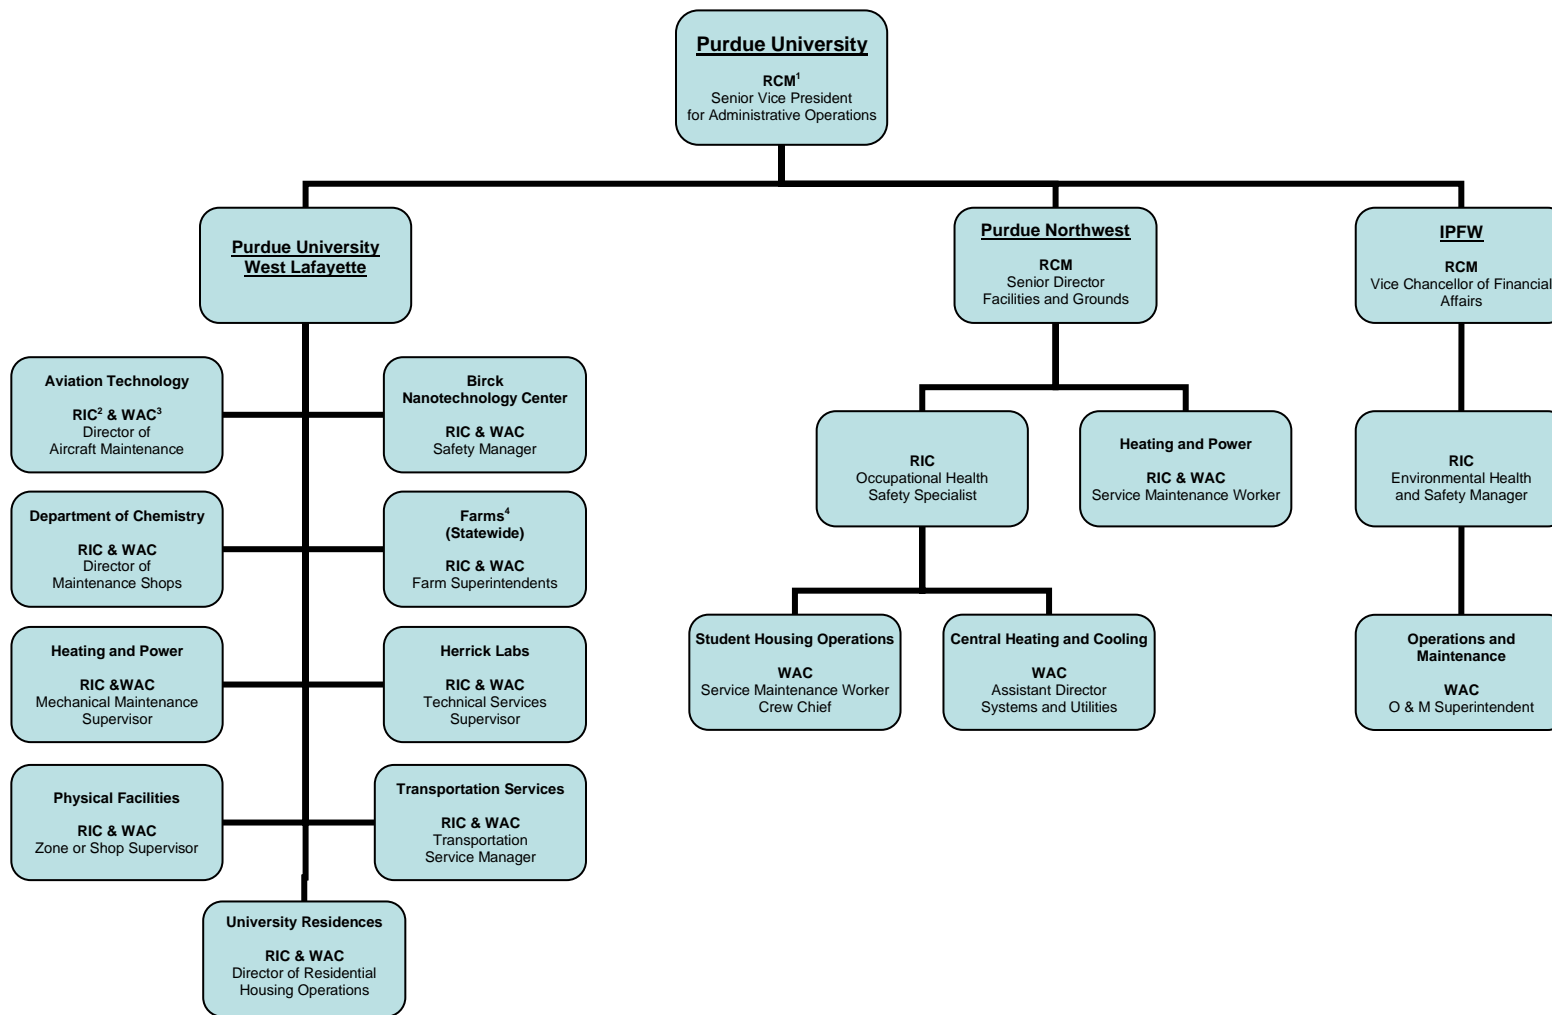 Purdue University
RCM¹
Senior Vice President
for Administrative Operations
Purdue University
West Lafayette
Purdue Northwest
RCM
Senior Director
Facilities and Grounds
IPFW
RCM
Vice Chancellor of Financial
Affairs
Aviation Technology
RIC² & WAC³
Director of
Aircraft Maintenance
Birck
Nanotechnology Center
RIC & WAC
Safety Manager
RIC
Occupational Health
Safety Specialist
Heating and Power
RIC & WAC
Service Maintenance Worker
RIC
Environmental Health
and Safety Manager
Department of Chemistry
RIC & WAC
Director of
Maintenance Shops
Farms⁴
(Statewide)
RIC & WAC
Farm Superintendents
Heating and Power
RIC &WAC
Mechanical Maintenance
Supervisor
Herrick Labs
RIC & WAC
Technical Services
Supervisor
Student Housing Operations
WAC
Service Maintenance Worker
Crew Chief
Central Heating and Cooling
WAC
Assistant Director
Systems and Utilities
Operations and
Maintenance
WAC
O & M Superintendent
Physical Facilities
RIC & WAC
Zone or Shop Supervisor
Transportation Services
RIC & WAC
Transportation
Service Manager
University Residences
RIC & WAC
Director of Residential
Housing Operations